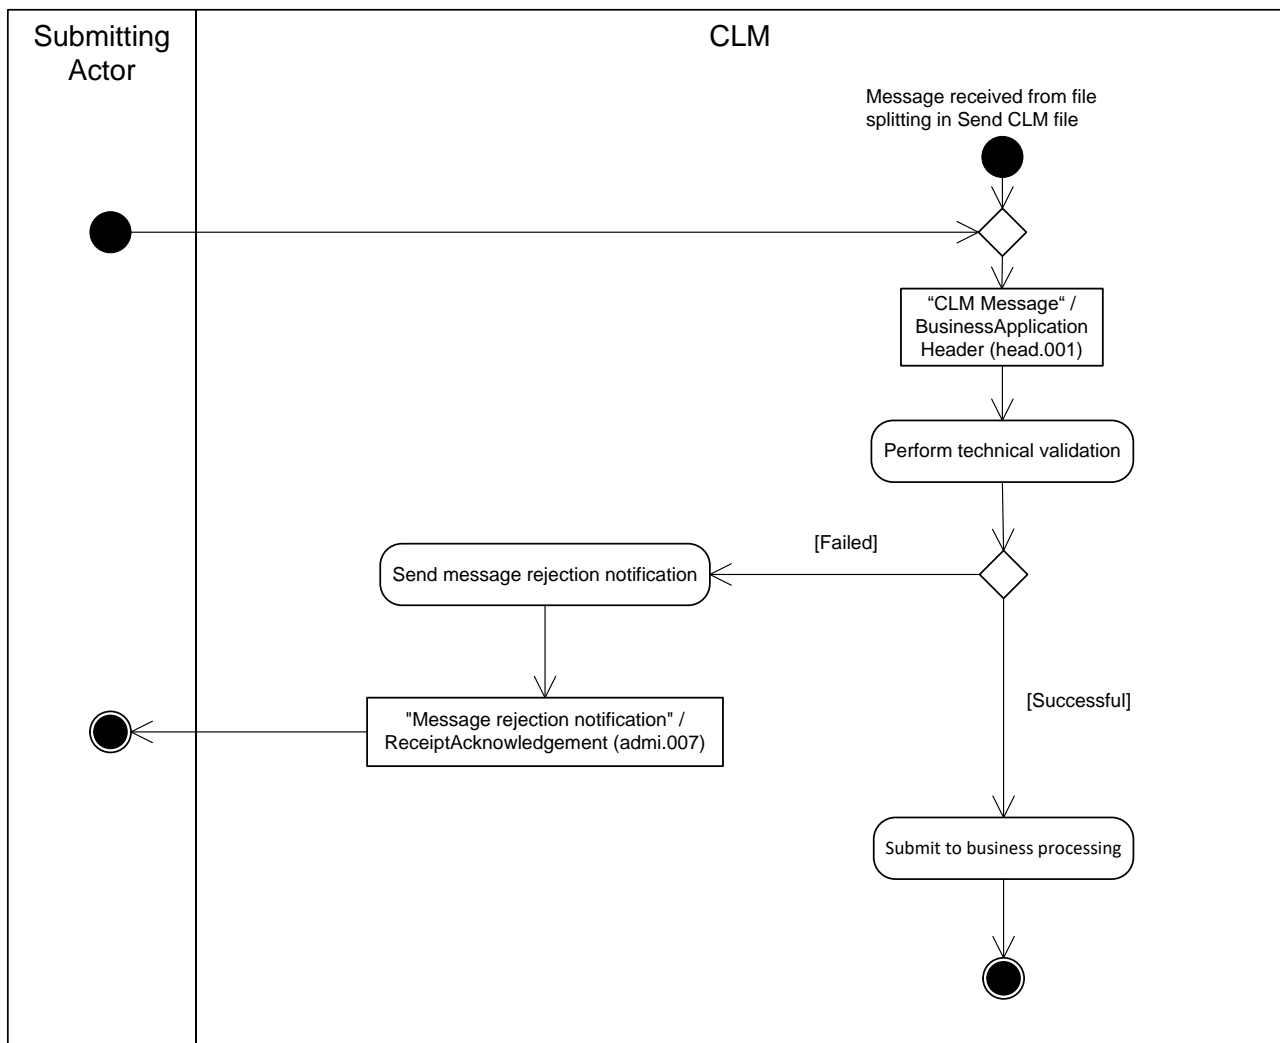 Submitting
Actor
CLM
Message received from file
splitting in Send CLM file
“CLM Message“ /
BusinessApplication
Header (head.001)
Perform technical validation
[Failed]
Send message rejection notification
[Successful]
"Message rejection notification" /
ReceiptAcknowledgement (admi.007)
Submit to business processing